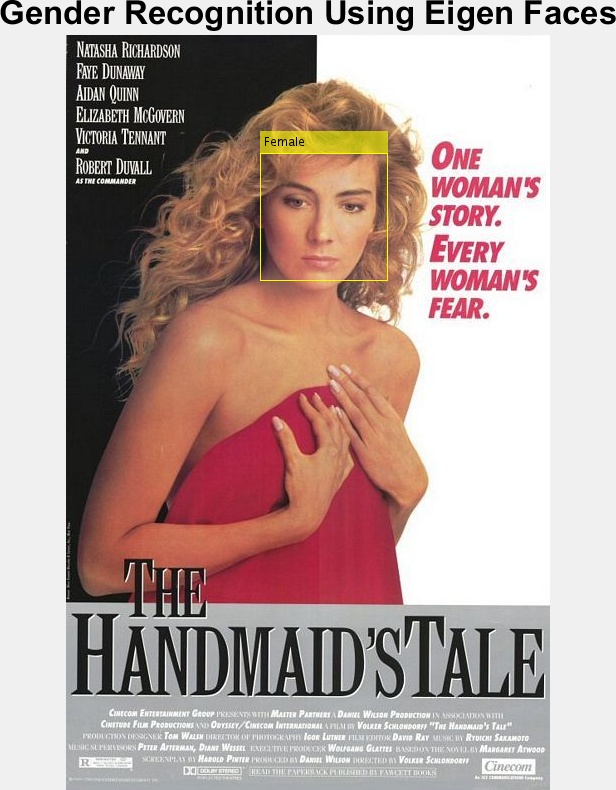 Gender Recognition Using Eigen Faces
NATASHA RICHARDSON
FAYE DUNAWAY
AIDAN QUINN
ELIZABETH MCGOVERN
VICTORIA TENNANT
AND
ROBERT DUVALL
AS THE COMMANDER
Female
ONE
WOMAN'S
STORY.
EVERY
WOMAN'S
FEAR.
THE
HANDMAID'S TALE
CINECOM ENTERTAINMENT GROUP PRESENTS WITH MASTER PARTNERS A DANIEL WILSON PRODUCTION IN ASSOCIATION WITH
CINETUDE FILM PRODUCTIONS AND ODYSSEY/CINECOM INTERNATIONAL A FILM BY VOLKER SCHLONDORFF "THE HANDMAID'S TALE"
PRODUCTION DESIGNER TOM WALSH DIRECTOR OF PHOTOGRAPHY IGOR LUTHER FILM EDITOR DAVID RAY MUSIC BY RYUICHI SAKAMOTO
MUSIC SUPERVISORS PETER AFTERMAN, DIANE WESSEL EXECUTIVE PRODUCER WOLFGANG GLATTES BASED ON THE NOVEL BY MARGARET ATWOOD
SCREENPLAY BY HAROLD PINTER PRODUCED BY DANIEL WILSON DIRECTED BY VOLKER SCHLONDORFF
R
DOLBY STEREO
READ THE PAPERBACK PUBLISHED BY FAWCETT BOOKS
Cinecom